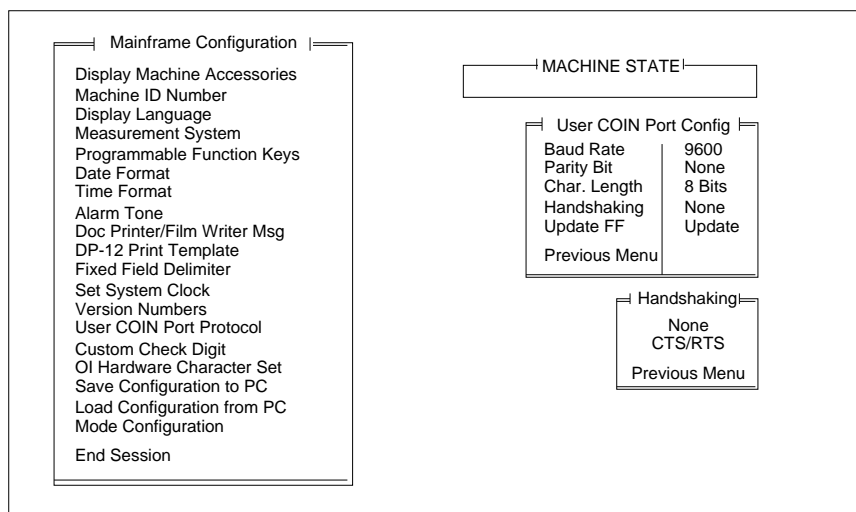 Mainframe Configuration
Display Machine Accessories
Machine ID Number
Display Language
Measurement System
Programmable Function Keys
Date Format
Time Format
Alarm Tone
Doc Printer/Film Writer Msg
DP-12 Print Template
Fixed Field Delimiter
Set System Clock
Version Numbers
User COIN Port Protocol
Custom Check Digit
OI Hardware Character Set
Save Configuration to PC
Load Configuration from PC
Mode Configuration
End Session
MACHINE STATE
User COIN Port Config
Baud Rate 9600
Parity Bit None
Char. Length 8 Bits
Handshaking None
Update FF Update
Previous Menu
Handshaking
None
CTS/RTS
Previous Menu